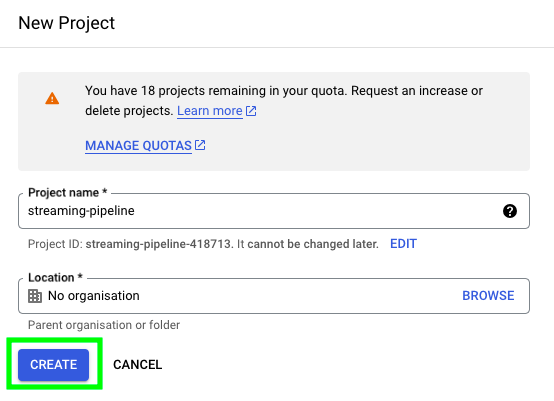 New Project
You have 18 projects remaining in your quota. Request an increase or
delete projects. Learn more
MANAGE QUOTAS
Project name *
streaming-pipeline
?
Project ID: streaming-pipeline-418713. It cannot be changed later. EDIT
Location *
No organisation BROWSE
Parent organisation or folder
CREATE CANCEL